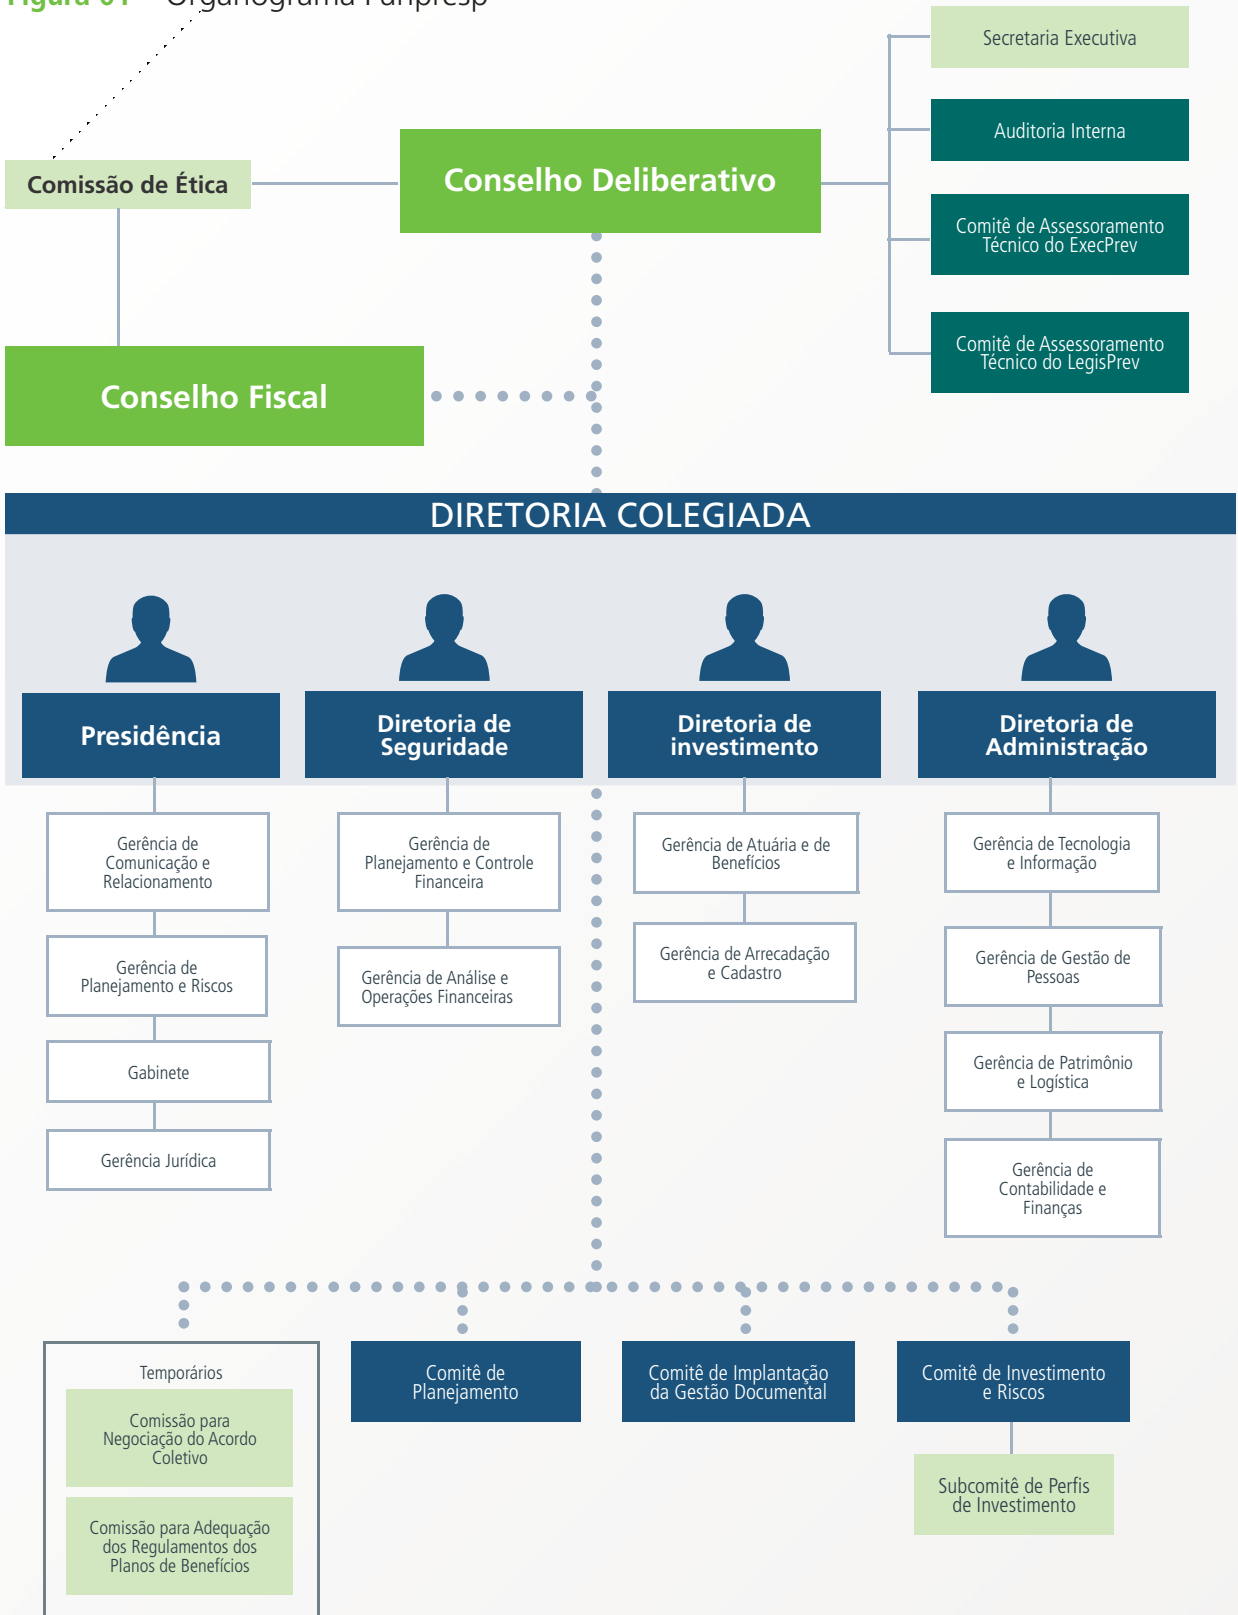 Organograma Funpresp
Secretaria Executiva
Auditoria Interna
Comissão de Ética
Conselho Deliberativo
Comitê de Assessoramento
Técnico do ExecPrev
Comitê de Assessoramento
Técnico do LegisPrev
Conselho Fiscal
DIRETORIA COLEGIADA
Presidência
Diretoria de
Seguridade
Diretoria de
investimento
Diretoria de
Administração
Gerência de
Comunicação e
Relacionamento
Gerência de
Planejamento e Riscos
Gabinete
Gerência Jurídica
Gerência de
Planejamento e Controle
Financeira
Gerência de Análise e
Operações Financeiras
Gerência de Atuária e de
Benefícios
Gerência de Arrecadação
e Cadastro
Gerência de Tecnologia
e Informação
Gerência de Gestão de
Pessoas
Gerência de Patrimônio
e Logística
Gerência de
Contabilidade e
Finanças
Temporários
Comissão para
Negociação do Acordo
Coletivo
Comissão para Adequação
dos Regulamentos dos
Planos de Benefícios
Comitê de
Planejamento
Comitê de Implantação
da Gestão Documental
Comitê de Investimento
e Riscos
Subcomitê de Perfis
de Investimento